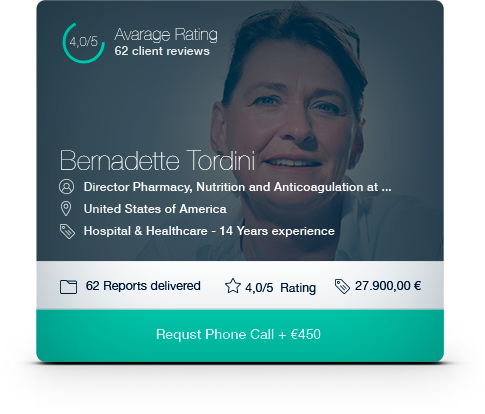 4,0/5
Avarage Rating
62 client reviews
Bernadette Tordini
Director Pharmacy, Nutrition and Anticoagulation at ...
United States of America
Hospital & Healthcare - 14 Years experience
62 Reports delivered
4,0/5 Rating
27.900,00 €
Requst Phone Call + €450